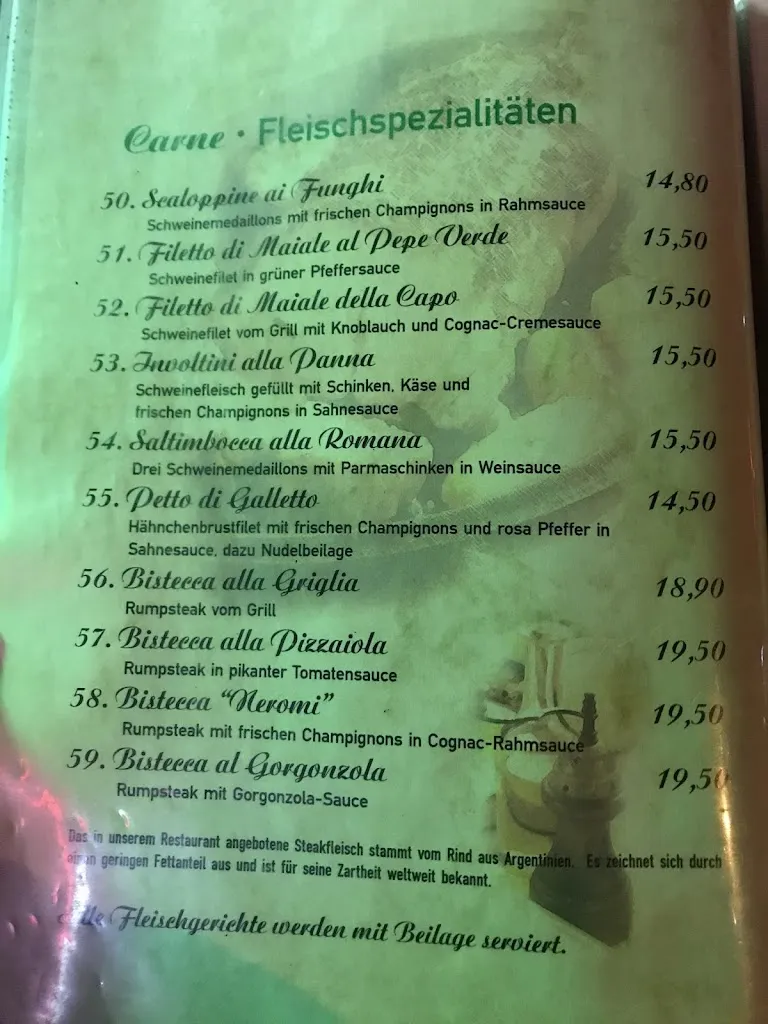 Carne · Fleischspezialitäten
50. Scaloppine ai Funghi 14,80
Schweinemedaillons mit frischen Champignons in Rahmsauce
51. Filetto di Maiale al Pepe Verde 15,50
Schweinefilet in grüner Pfeffersauce
52. Filetto di Maiale della Capo 15,50
Schweinefilet vom Grill mit Knoblauch und Cognac-Cremesauce
53. Involtini alla Panna 15,50
Schweinefleisch gefüllt mit Schinken, Käse und
frischen Champignons in Sahnesauce
54. Saltimbocca alla Romana 15,50
Drei Schweinemedaillons mit Parmaschinken in Weinsauce
55. Petto di Galletto 14,50
Hähnchenbrustfilet mit frischen Champignons und rosa Pfeffer in
Sahnesauce, dazu Nudelbeilage
56. Bistecca alla Griglia 18,90
Rumpsteak vom Grill
57. Bistecca alla Pizzaiola 19,50
Rumpsteak in pikanter Tomatensauce
58. Bistecca "Neromi" 19,50
Rumpsteak mit frischen Champignons in Cognac-Rahmsauce
59. Bistecca al Gorgonzola 19,50
Rumpsteak mit Gorgonzola-Sauce
Das in unserem Restaurant angebotene Steakfleisch stammt vom Rind aus Argentinien. Es zeichnet sich durch
einen geringen Fettanteil aus und ist für seine Zartheit weltweit bekannt.
Alle Fleischgerichte werden mit Beilage serviert.